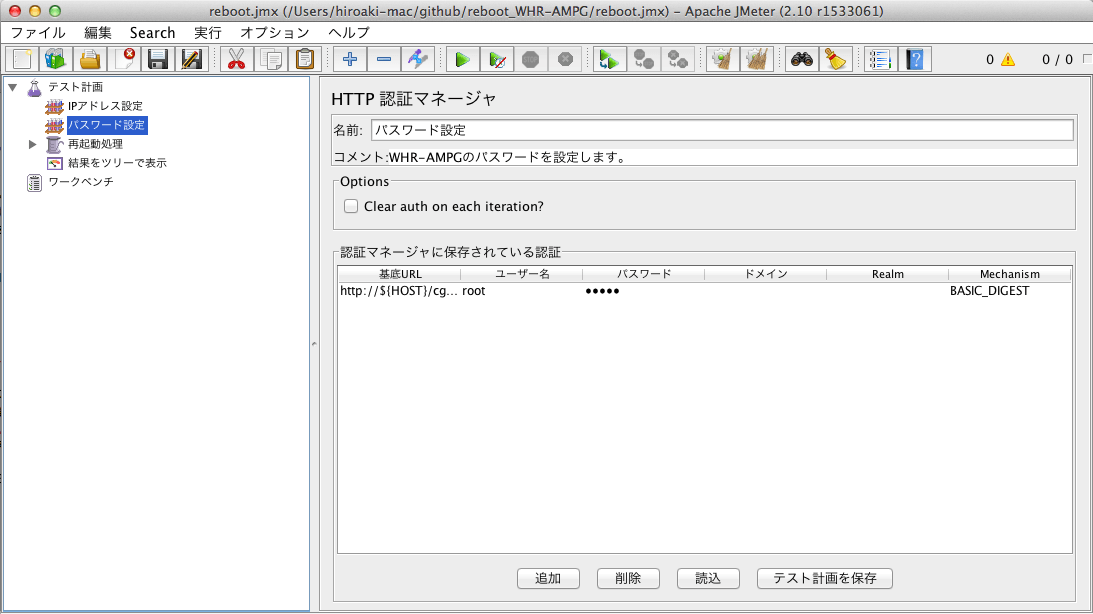 reboot.jmx (/Users/hiroaki-mac/github/reboot_WHR-AMPG/reboot.jmx) – Apache JMeter (2.10 r1533061)
ファイル 編集 Search 実行 オプション ヘルプ
0 0 / 0
テスト計画
IPアドレス設定
パスワード設定
再起動処理
結果をツリーで表示
ワークベンチ
HTTP 認証マネージャ
名前: パスワード設定
コメント:WHR-AMPGのパスワードを設定します。
Options
Clear auth on each iteration?
認証マネージャに保存されている認証
基底URL ユーザー名 パスワード ドメイン Realm Mechanism
http://${HOST}/cg... root ●●●●● BASIC_DIGEST
追加 削除 読込 テスト計画を保存